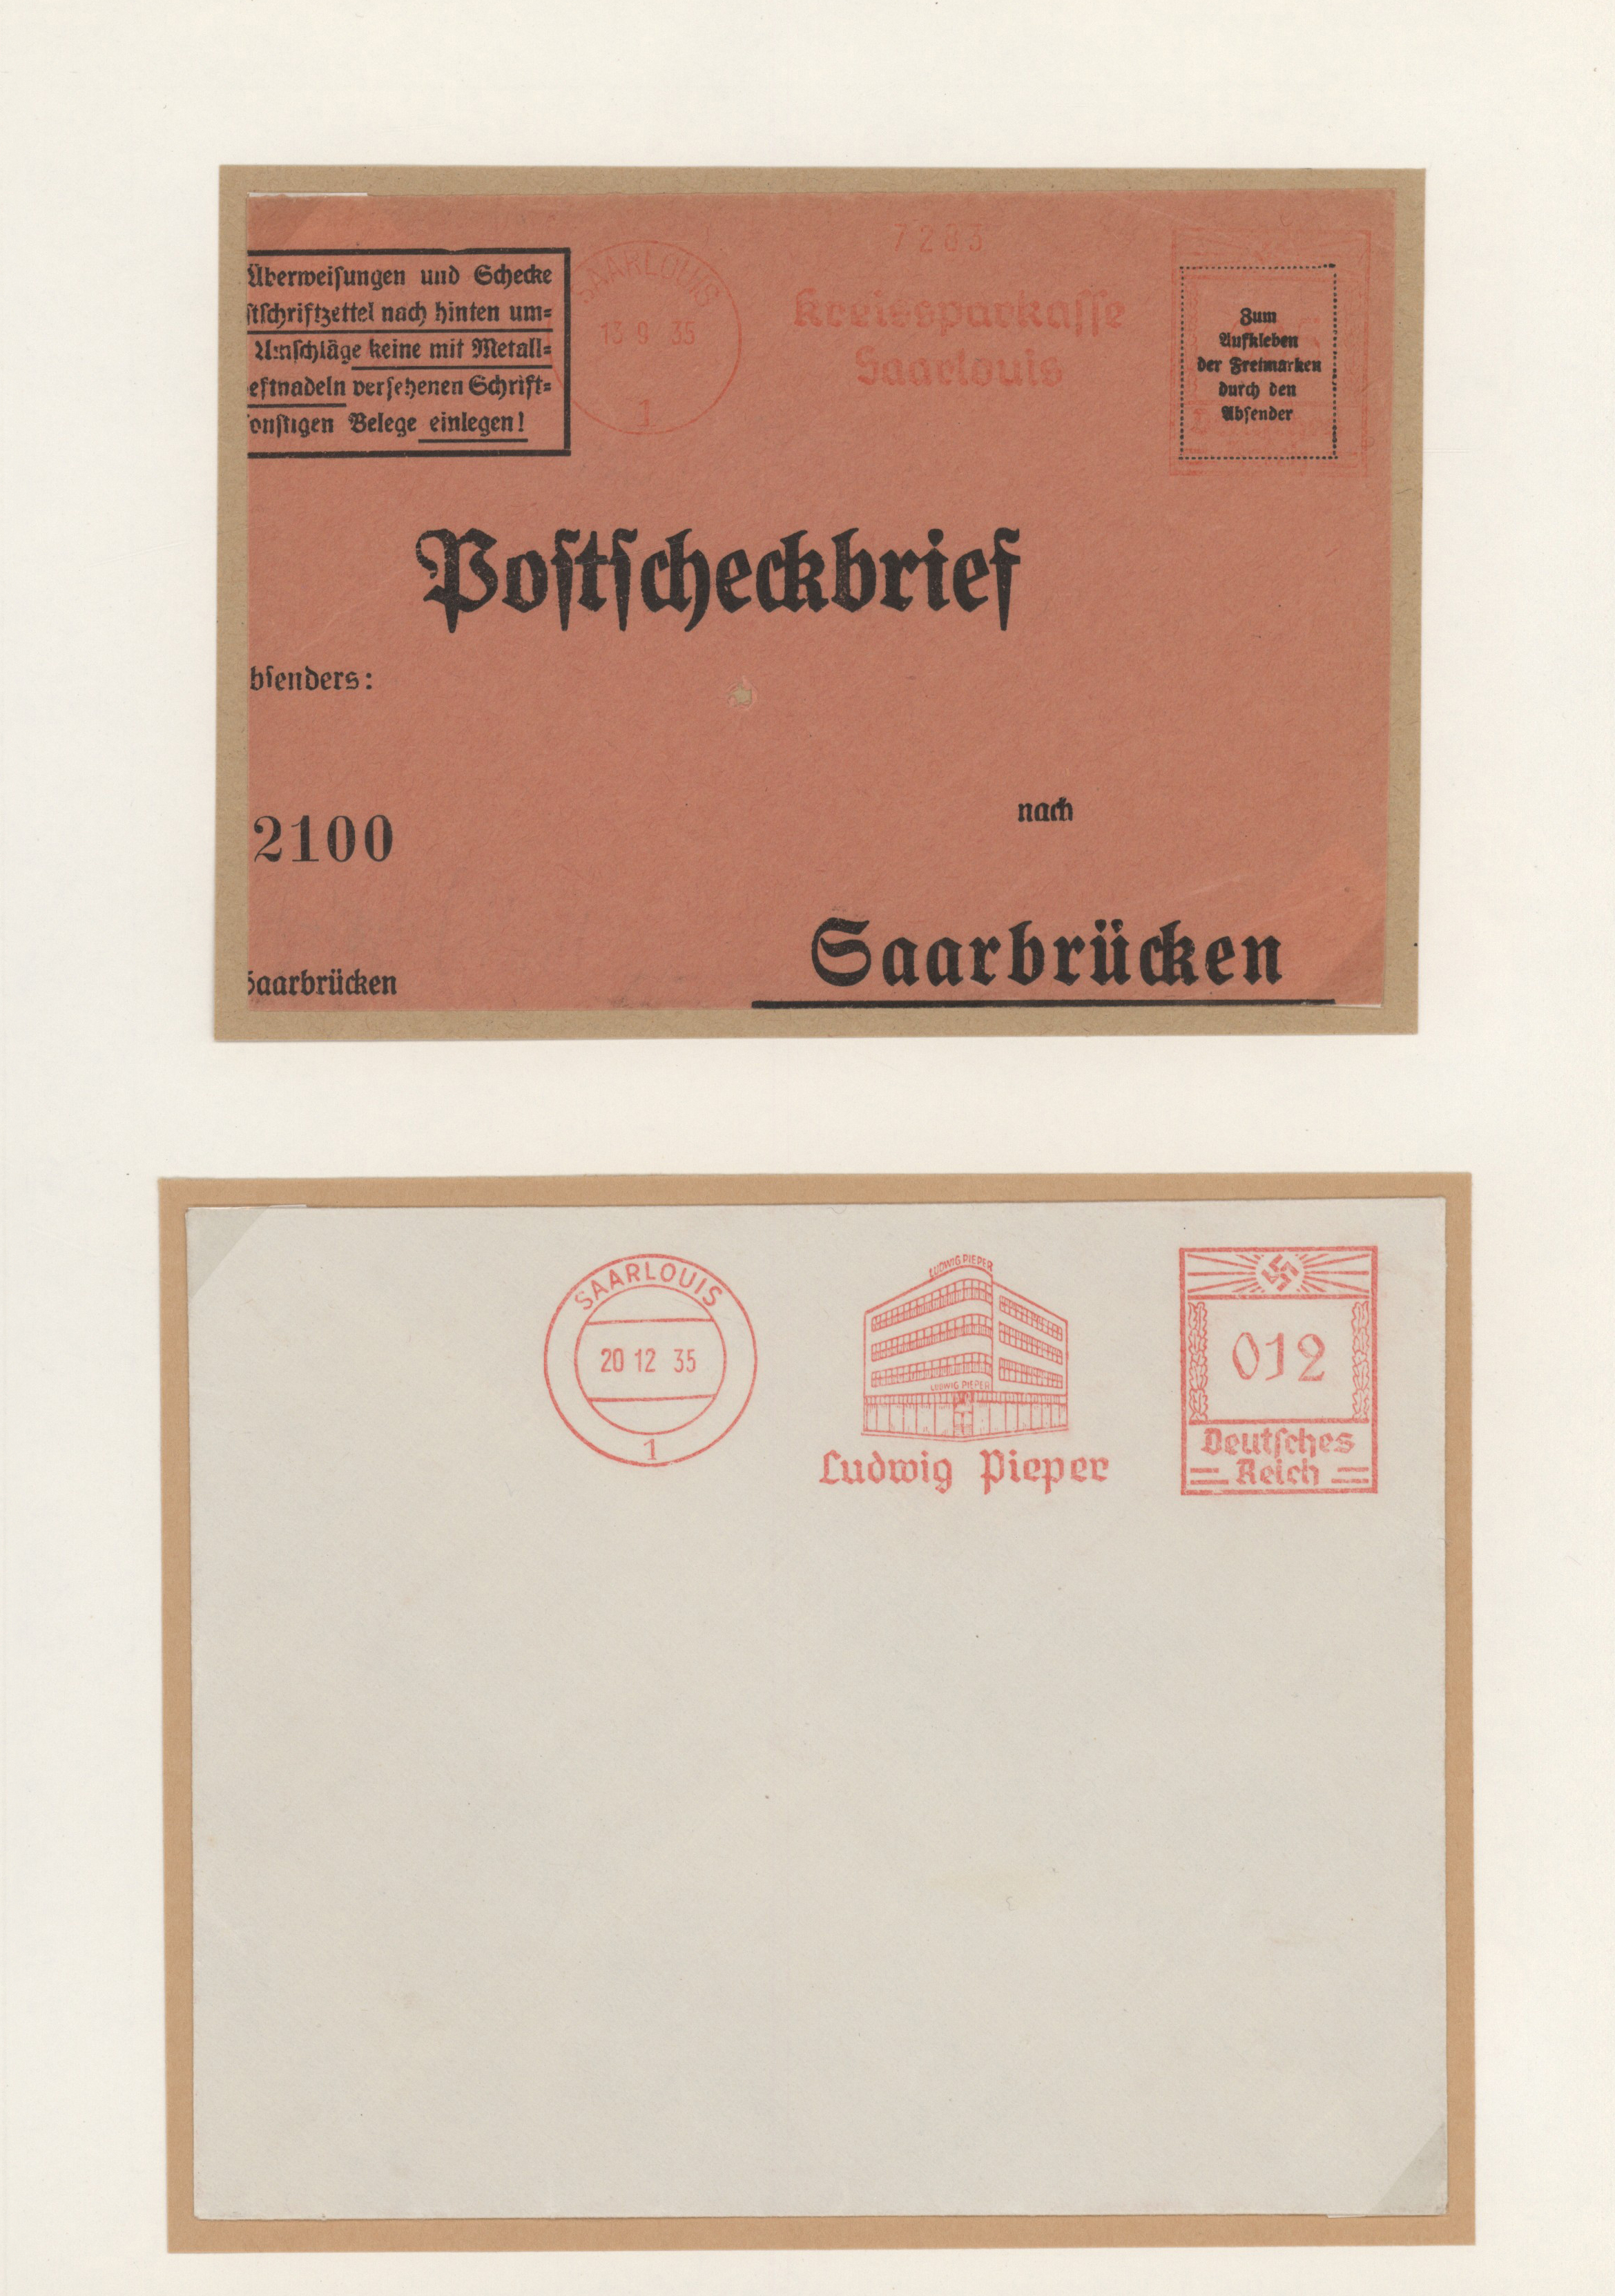 Überweisungen und Schecke
stschriftzettel nach hinten um-
Umschläge keine mit Metall-
eftnadeln versehenen Schrift-
onstigen Belege einlegen!
SAARLOUIS
13 9 35
1
7283
Kreissparkasse
Saarlouis
Zum
Aufkleben
der Freimarken
durch den
Absender
Postscheckbrief
bsenders:
2100
nach
Saarbrücken
Saarbrücken
SAARLOUIS
20 12 35
1
LUDWIG PIEPER
LUDWIG PIEPER
Ludwig Pieper
012
Deutsches
Reich